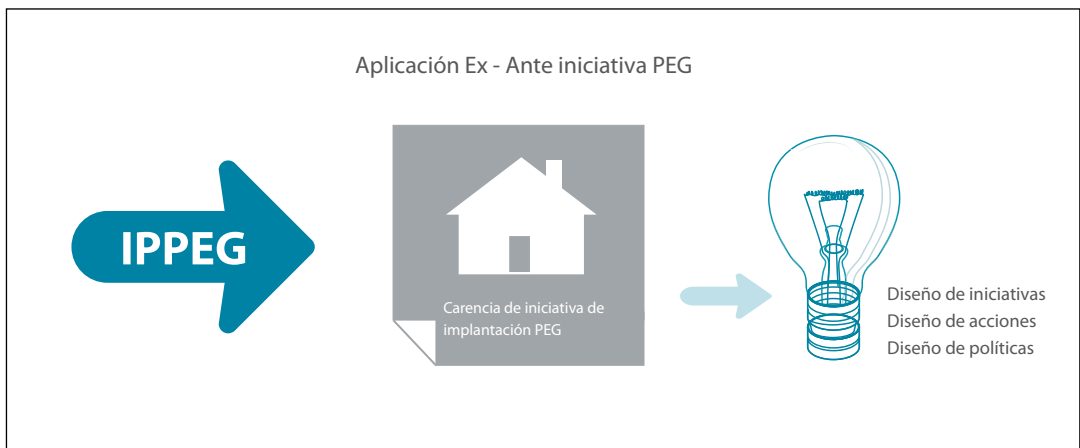 Aplicación Ex - Ante iniciativa PEG
IPPEG
Carencia de iniciativa de
implantación PEG
Diseño de iniciativas
Diseño de acciones
Diseño de políticas